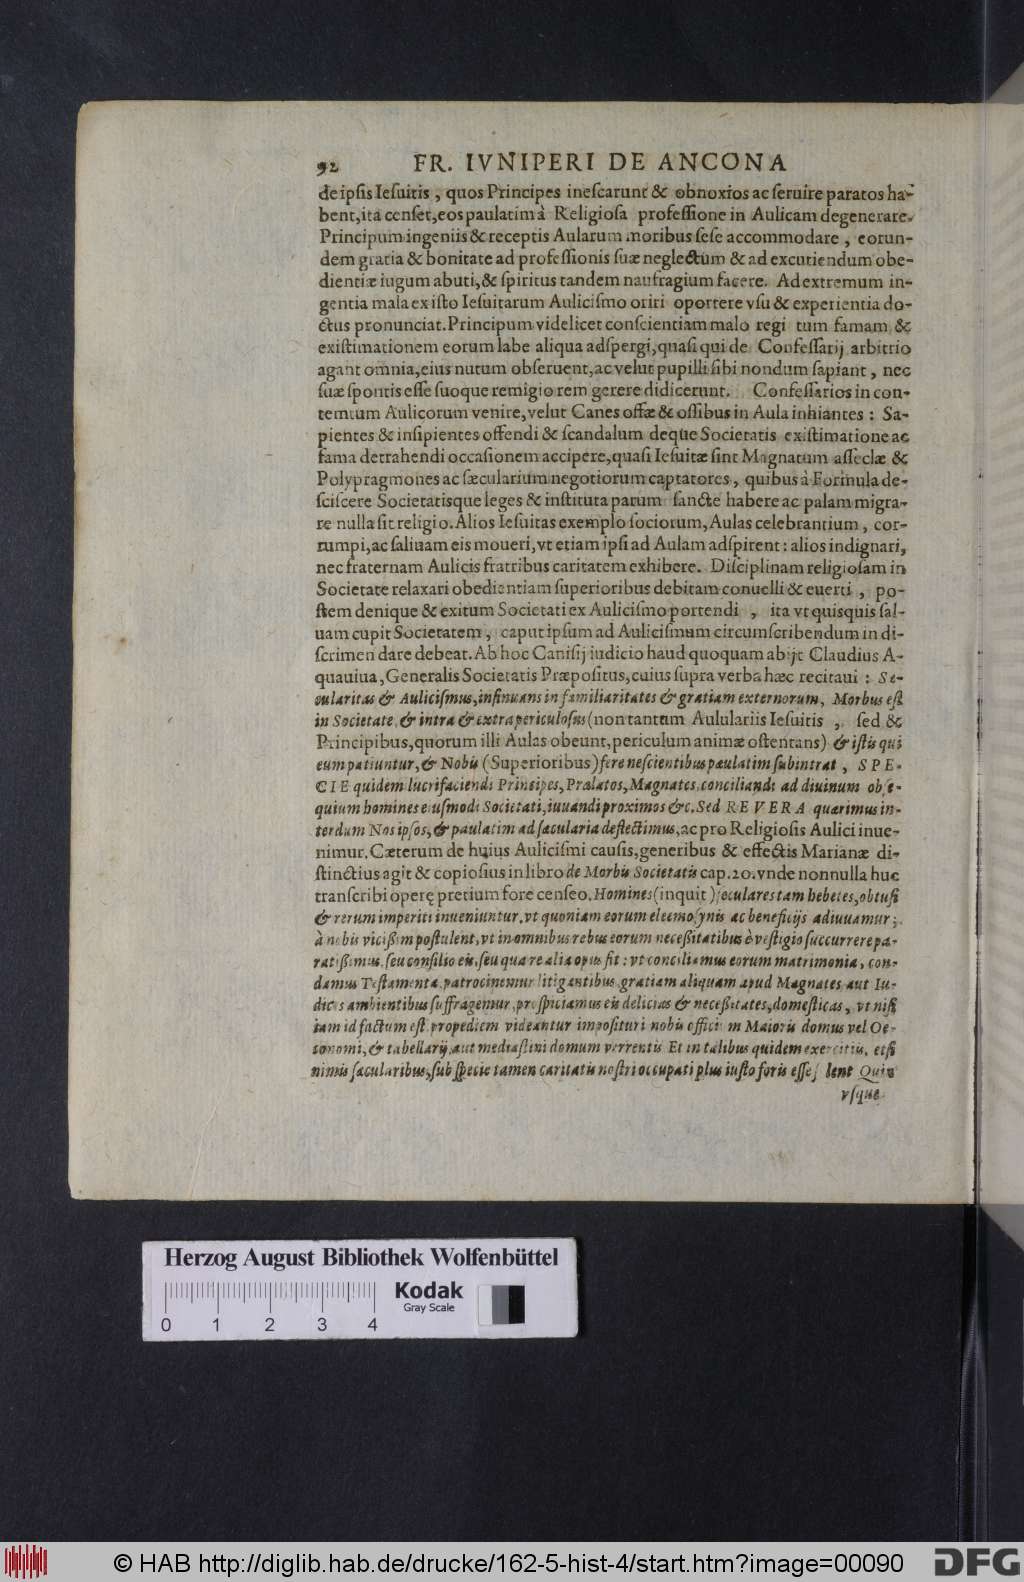 92 FR. IVNIPERI DE ANCONA
de ipsis Iesuitis, quos Principes inescarunt & obnoxios ac seruire paratos ha-
bent, ita censet, eos paulatim à Religiosa professione in Aulicam degenerare.
Principum ingeniis & receptis Aularum moribus sese accommodare, eorun-
dem gratia & bonitate ad professionis suæ neglectum & ad excutiendum obe-
dientiæ iugum abuti, & spiritus tandem naufragium facere. Ad extremum in-
gentia mala ex isto Iesuitarum Aulicismo oriri oportere vsu & experientia do-
ctus pronunciat. Principum videlicet conscientiam malo regi tum famam &
existimationem eorum labe aliqua adspergi, quasi qui de Confessarij arbitrio
agant omnia, eius nutum obseruent, ac velut pupilli sibi nondum sapiant, nec
suæ spontis esse suoque remigio rem gerere didicerunt. Confessarios in con-
temtum Aulicorum venire, velut Canes offæ & ossibus in Aula inhiantes: Sa-
pientes & insipientes offendi & scandalum deque Societatis existimatione ac
fama detrahendi occasionem accipere, quasi Iesuitæ sint Magnatum asseclæ &
Polypragmones ac sæcularium negotiorum captatores, quibus à Formula de-
sciscere Societatisque leges & instituta parum sancte habere ac palam migra-
re nulla sit religio. Alios Iesuitas exemplo sociorum, Aulas celebrantium, cor-
rumpi, ac saliuam eis moueri, vt etiam ipsi ad Aulam adspirent: alios indignari,
nec fraternam Aulicis fratribus caritatem exhibere. Disciplinam religiosam in
Societate relaxari obedientiam superioribus debitam conuelli & euerti, po-
stem denique & exitum Societati ex Aulicismo portendi, ita vt quisquis sal-
uam cupit Societatem, caput ipsum ad Aulicismum circumscribendum in di-
scrimen dare debeat. Ab hoc Canisij iudicio haud quoquam abijt Claudius A-
quauiua, Generalis Societatis Præpositus, cuius supra verba hæc recitaui: Se-
cularitas & Aulicismus, insinuans in familiaritates & gratiam externorum, Morbus est
in Societate, & intra & extra periculosus (non tantum Aululariis Iesuitis, sed &
Principibus, quorum illi Aulas obeunt, periculum animæ ostentans) & istis qui
eum patiuntur, & Nobis (Superioribus) fere nescientibus paulatim subintrat, SPE-
CIE quidem lucrifaciendi Principes, Prælatos, Magnates, conciliandi ad diuinum obse-
quium homines eiusmodi Societati, iuuandi proximos &c. Sed REVERA quærimus in-
terdum Nos ipsos, & paulatim ad sæcularia deflectimus, ac pro Religiosis Aulici inue-
nimur. Cæterum de huius Aulicismi causis, generibus & effectis Marianæ di-
stinctius agit & copiosius in libro de Morbis Societatis cap. 20. vnde nonnulla huc
transcribi operę pretium fore censeo. Homines (inquit) seculares tam hebetes, obtusi
& rerum imperiti inueniuntur, vt quoniam eorum eleemosynis ac beneficijs adiuuamur;
à nobis vicißim postulent, vt in omnibus rebus eorum neceßitatibus è vestigio succurrere pa-
ratißimus, seu consilio eis, seu quare alia opus sit: vt conciliemus eorum matrimonia, con-
damus Testamenta, patrocinemur litigantibus, gratiam aliquam apud Magnates aut Iu-
dices ambientibus suffragemur, prospiciamus eis delicias & neceßitates, domesticas, vt nisi
iam id factum est, propediem videantur imposituri nobis officium Maioris domus vel Oe-
conomi, & tabellarij, aut mediastini domum verrentis Et in talibus quidem exercitiis, etsi
nimis sæcularibus, sub specie tamen caritatis nostri occupati plus iusto foris esse solent Quin
vsque
Herzog August Bibliothek Wolfenbüttel
Kodak
Gray Scale
0 1 2 3 4
© HAB http://diglib.hab.de/drucke/162-5-hist-4/start.htm?image=00090
DFG